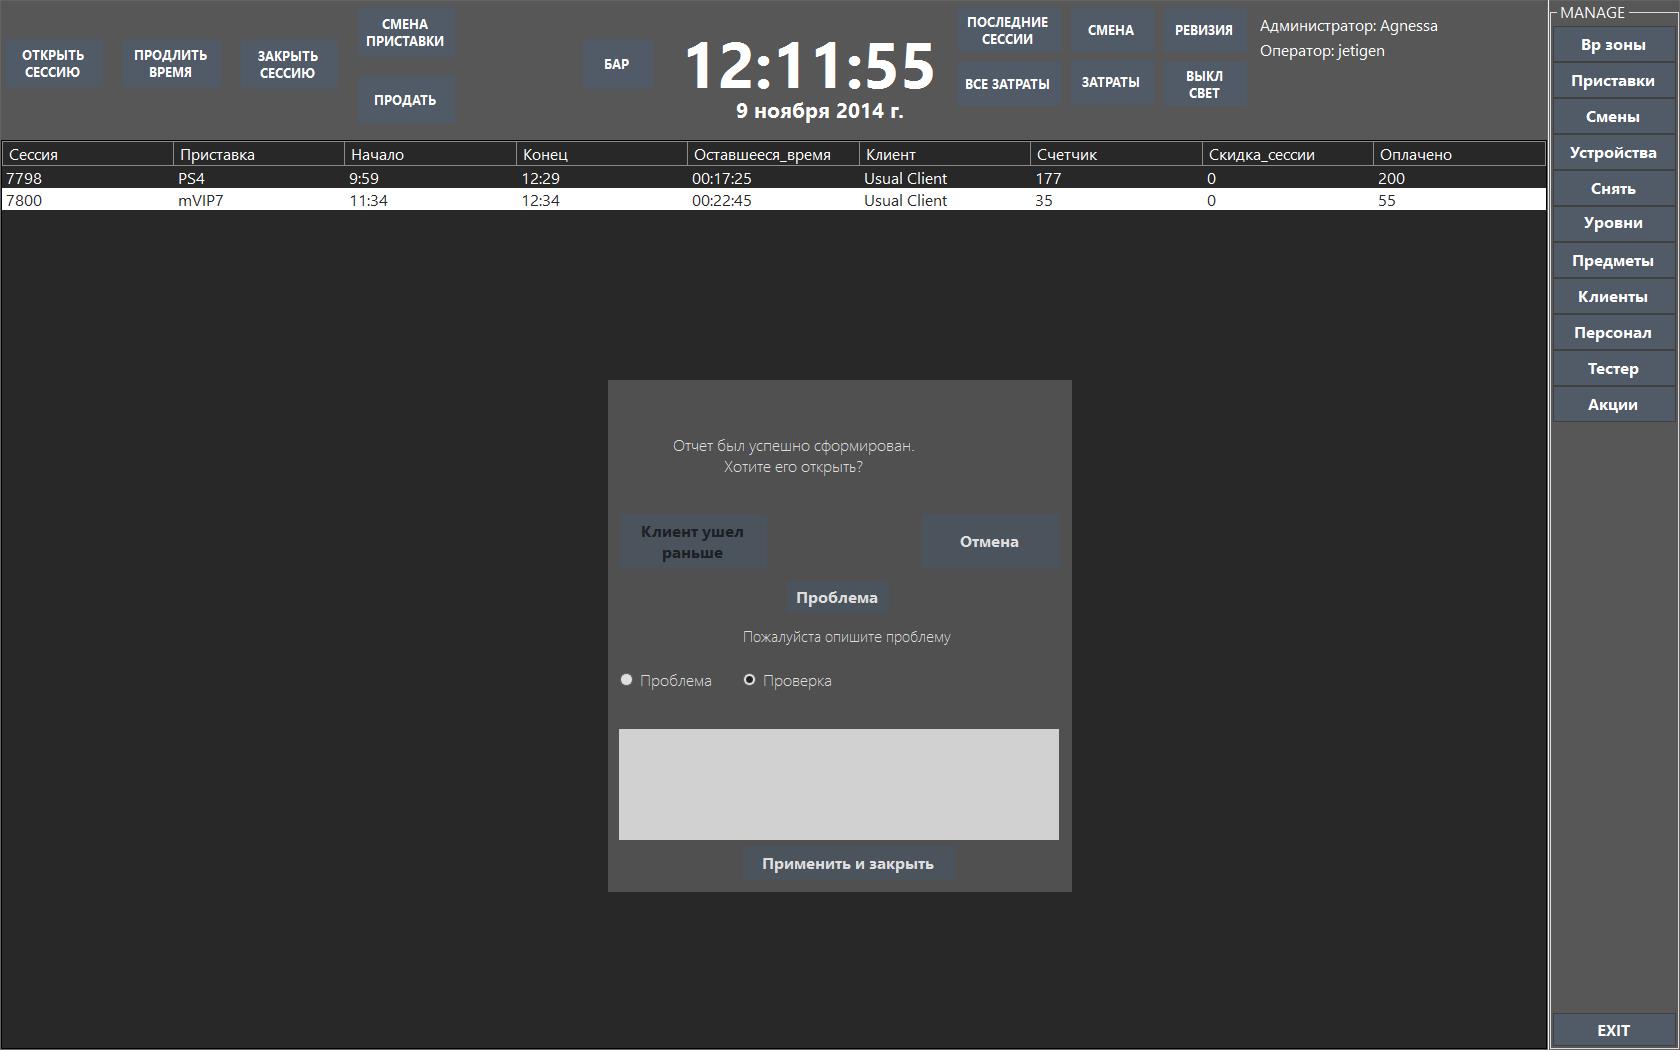 ОТКРЫТЬ
СЕССИЮ
ПРОДЛИТЬ
ВРЕМЯ
ЗАКРЫТЬ
СЕССИЮ
СМЕНА
ПРИСТАВКИ
ПРОДАТЬ
БАР
12:11:55
9 ноября 2014 г.
ПОСЛЕДНИЕ
СЕССИИ
СМЕНА
РЕВИЗИЯ
ВСЕ ЗАТРАТЫ
ЗАТРАТЫ
ВЫКЛ
СВЕТ
Администратор: Agnessa
Оператор: jetigen
Сессия Приставка Начало Конец Оставшееся_время Клиент Счетчик Скидка_сессии Оплачено
7798 PS4 9:59 12:29 00:17:25 Usual Client 177 0 200
7800 mVIP7 11:34 12:34 00:22:45 Usual Client 35 0 55
Отчет был успешно сформирован.
Хотите его открыть?
Клиент ушел
раньше
Отмена
Проблема
Пожалуйста опишите проблему
Проблема Проверка
Применить и закрыть
MANAGE
Вр зоны
Приставки
Смены
Устройства
Снять
Уровни
Предметы
Клиенты
Персонал
Тестер
Акции
EXIT